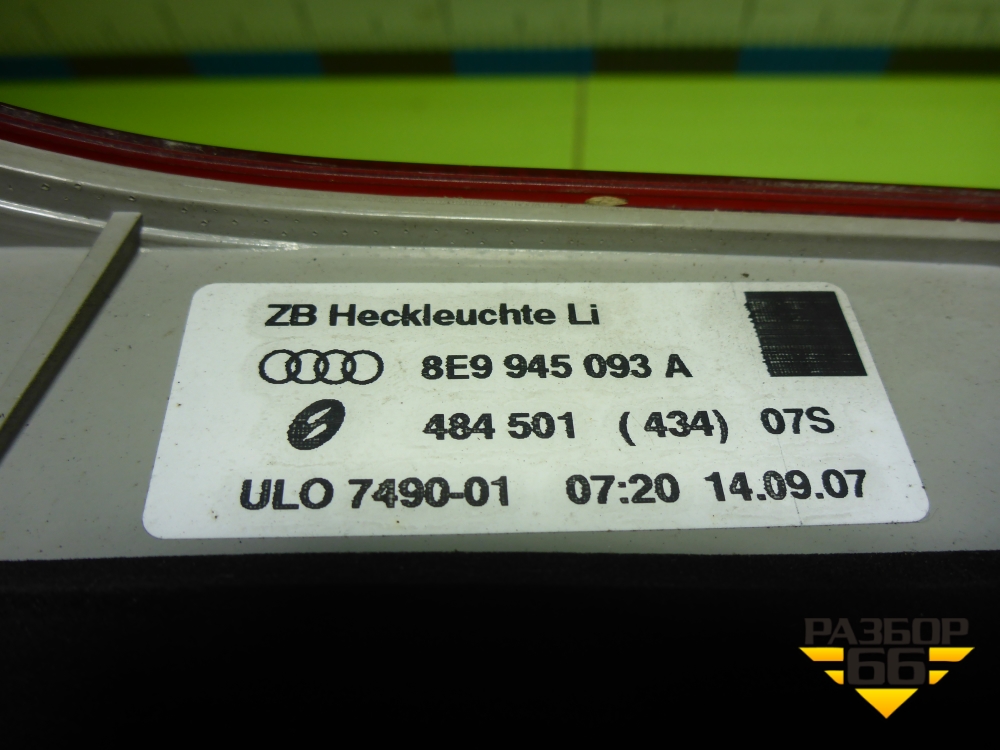 ZB Heckleuchte Li
8E9 945 093 A
484 501 (434) 07S
ULO 7490-01 07:20 14.09.07
РАЗБОР
66